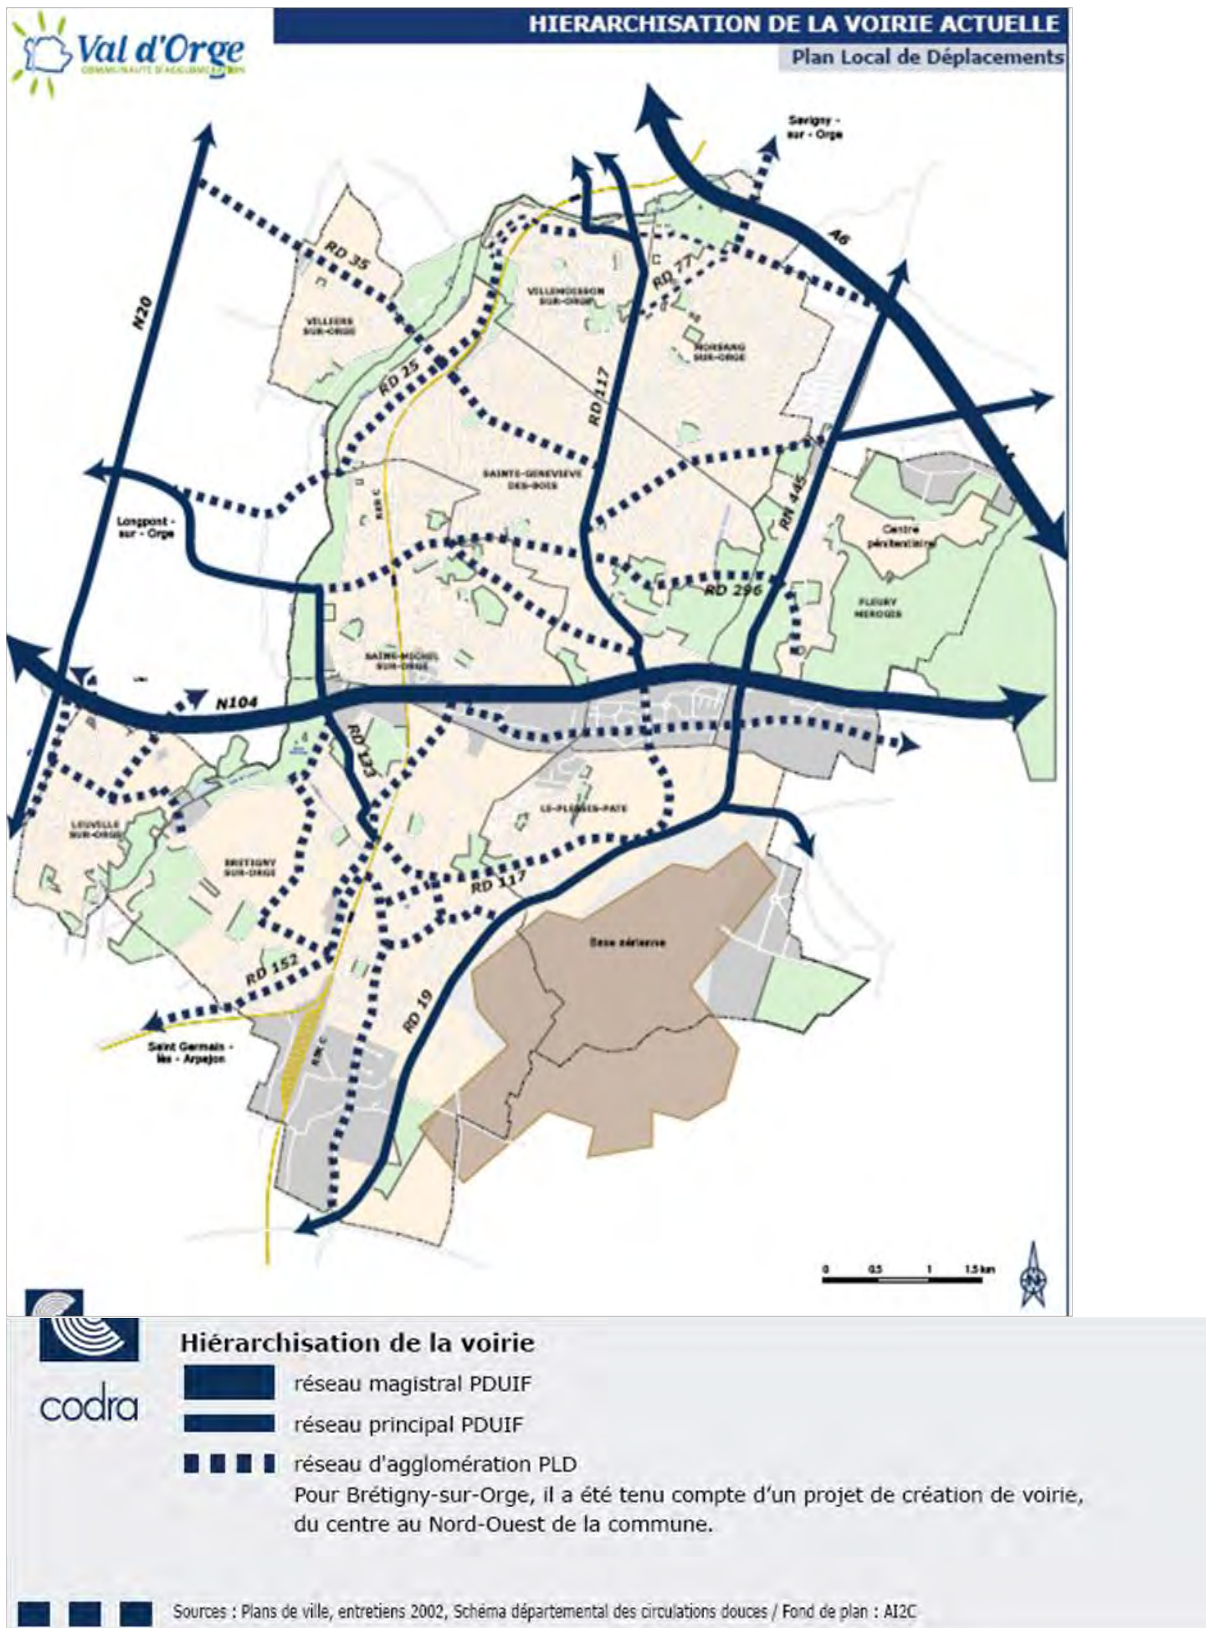 HIERARCHISATION DE LA VOIRIE ACTUELLE
Val d'Orge
COMMUNAUTÉ D'AGGLOMÉRATION
Plan Local de Déplacements
Savigny -
sur - Orge
A6
RD 35
N20
RD 77
VILLEMOISSON
SUR-ORGE
VILLIERS
SUR-ORGE
MORSANG
SUR-ORGE
RD 25
RD 117
SAINTE-GENEVIEVE
DES-BOIS
RER C
RN 445
Longpont -
sur - Orge
Centre
pénitentiaire
RD 296
FLEURY
MEROGIS
SAINT-MICHEL
SUR-ORGE
N104
RD 133
LE-PLESSIS-PATE
LEUVILLE
SUR-ORGE
BRETIGNY
SUR-ORGE
RD 117
Base aérienne
RD 152
RD 19
Saint Germain -
lès - Arpajon
RER C
0 0.5 1 1.5 km
N
codra
Hiérarchisation de la voirie
réseau magistral PDUIF
réseau principal PDUIF
réseau d'agglomération PLD
Pour Brétigny-sur-Orge, il a été tenu compte d'un projet de création de voirie,
du centre au Nord-Ouest de la commune.
Sources : Plans de ville, entretiens 2002, Schéma départemental des circulations douces / Fond de plan : AI2C